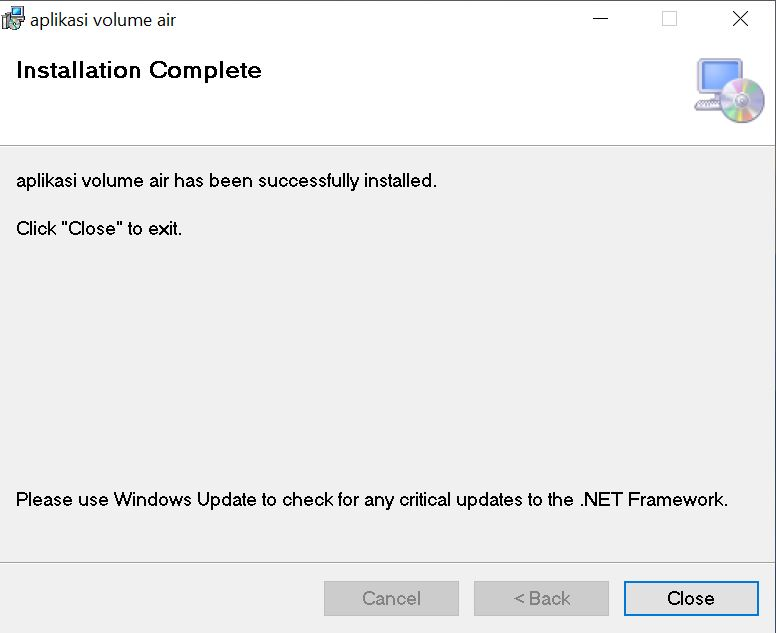 aplikasi volume air
Installation Complete
aplikasi volume air has been successfully installed.
Click "Close" to exit.
Please use Windows Update to check for any critical updates to the .NET Framework.
Cancel
< Back
Close